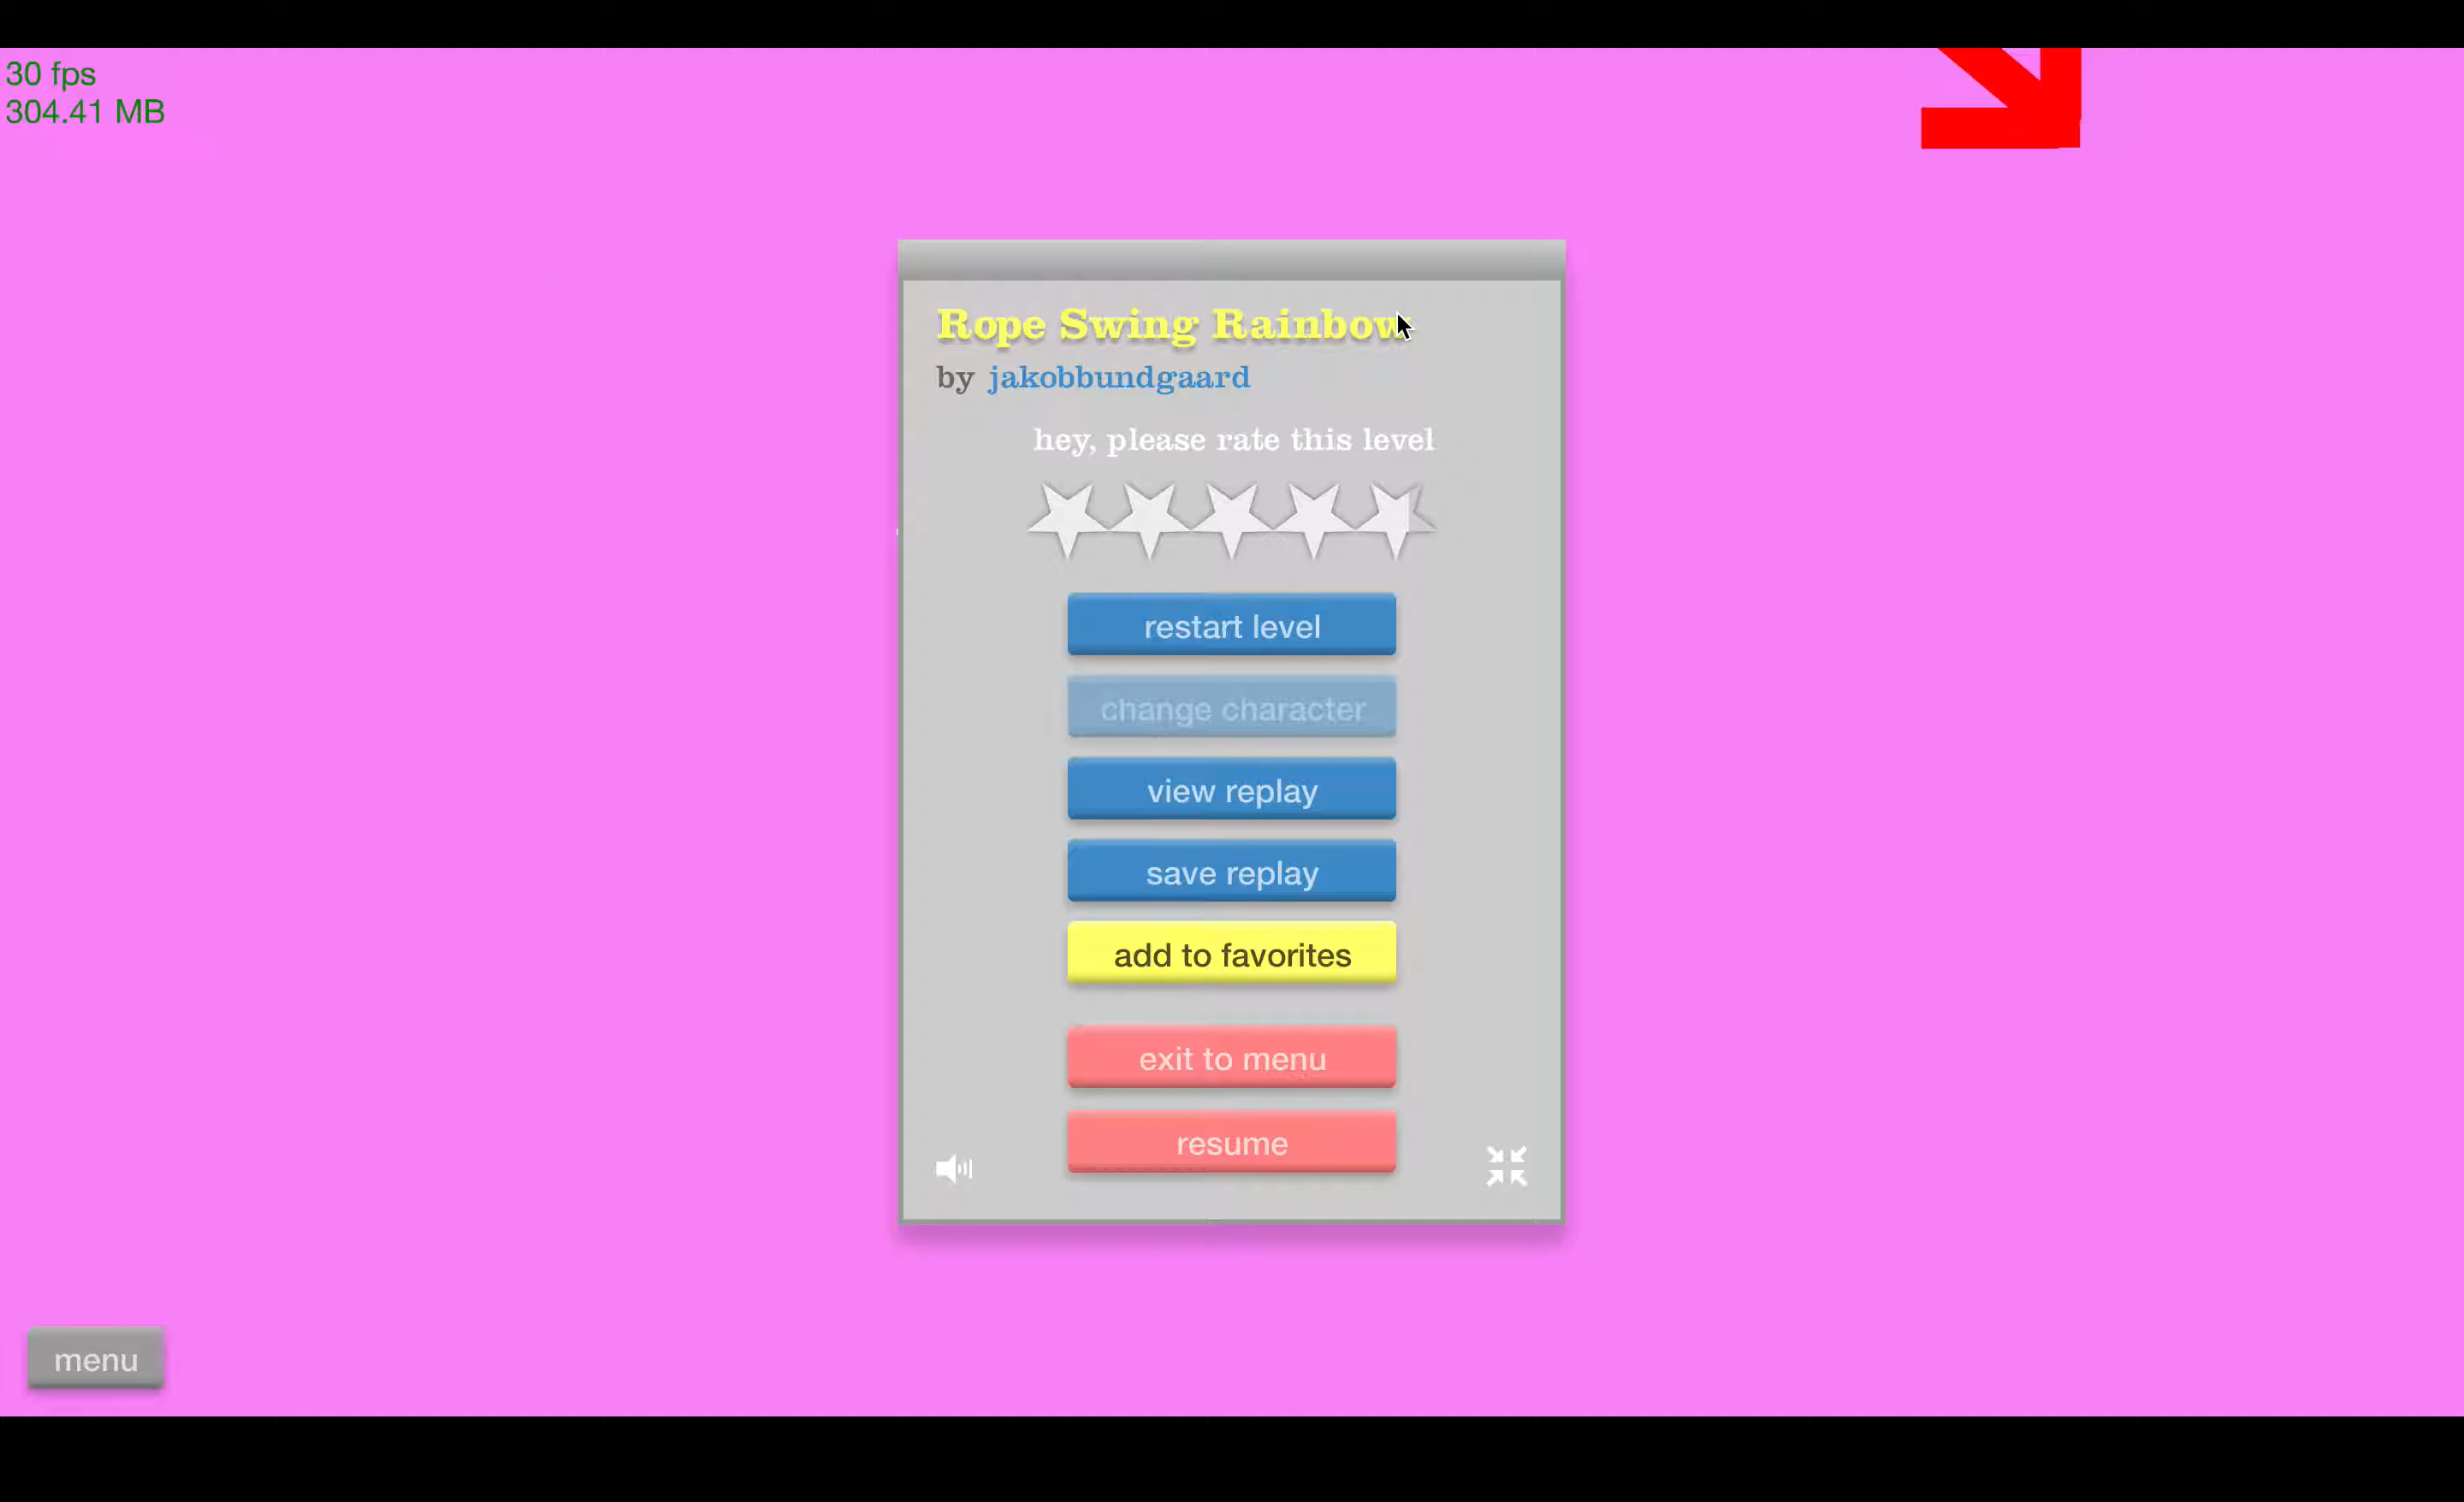 30 fps
304.41 MB
Rope Swing Rainbow
by jakobbundgaard
hey, please rate this level
restart level
change character
view replay
save replay
add to favorites
exit to menu
resume
menu